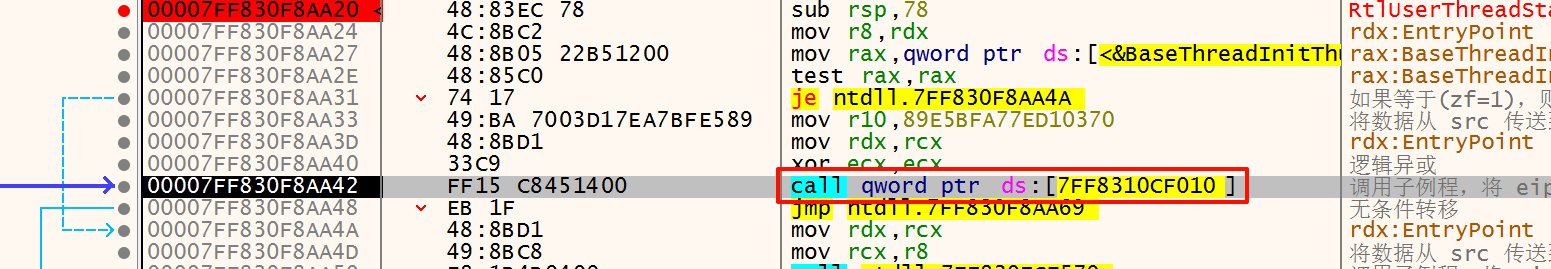 00007FF830F8AA20 48:83EC 78 sub rsp,78 RtlUserThreadSta
00007FF830F8AA24 4C:8BC2 mov r8,rdx rdx:EntryPoint
00007FF830F8AA27 48:8B05 22B51200 mov rax,qword ptr ds:[<&BaseThreadInitThu rax:BaseThreadIn
00007FF830F8AA2E 48:85C0 test rax,rax rax:BaseThreadIn
00007FF830F8AA31 74 17 je ntdll.7FF830F8AA4A 如果等于(zf=1),则
00007FF830F8AA33 49:BA 7003D17EA7BFE589 mov r10,89E5BFA77ED10370 将数据从 src 传送到
00007FF830F8AA3D 48:8BD1 mov rdx,rcx rdx:EntryPoint
00007FF830F8AA40 33C9 xor ecx,ecx 逻辑异或
00007FF830F8AA42 FF15 C8451400 call qword ptr ds:[7FF8310CF010] 调用子例程,将 eip
00007FF830F8AA48 EB 1F jmp ntdll.7FF830F8AA69 无条件转移
00007FF830F8AA4A 48:8BD1 mov rdx,rcx rdx:EntryPoint
00007FF830F8AA4D 49:8BC8 mov rcx,r8 将数据从 src 传送到